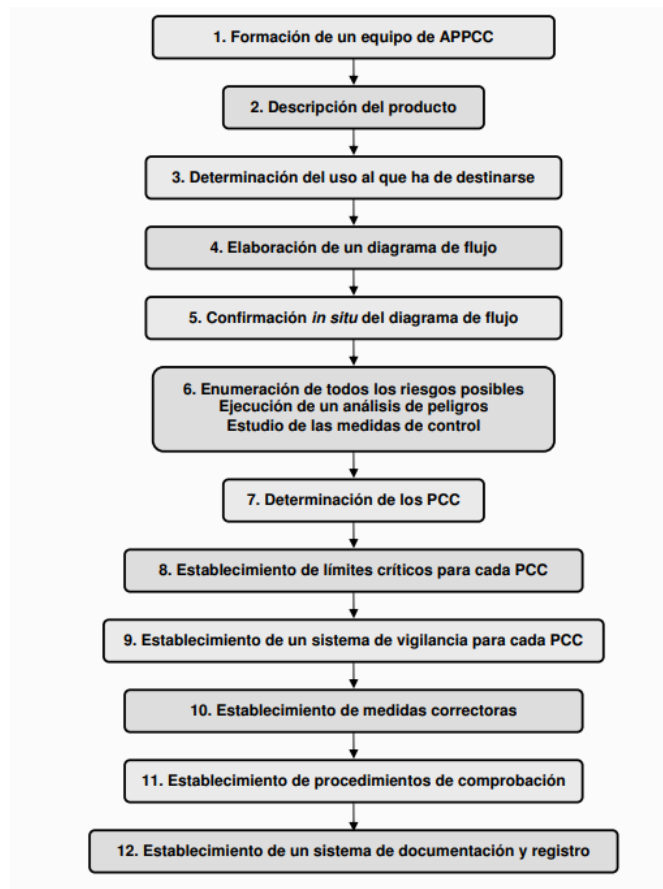 1. Formación de un equipo de APPCC
2. Descripción del producto
3. Determinación del uso al que ha de destinarse
4. Elaboración de un diagrama de flujo
5. Confirmación in situ del diagrama de flujo
6. Enumeración de todos los riesgos posibles
Ejecución de un análisis de peligros
Estudio de las medidas de control
7. Determinación de los PCC
8. Establecimiento de límites críticos para cada PCC
9. Establecimiento de un sistema de vigilancia para cada PCC
10. Establecimiento de medidas correctoras
11. Establecimiento de procedimientos de comprobación
12. Establecimiento de un sistema de documentación y registro